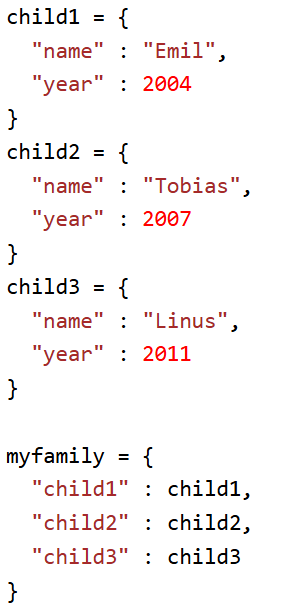 child1 = {
  "name" : "Emil",
  "year" : 2004
}
child2 = {
  "name" : "Tobias",
  "year" : 2007
}
child3 = {
  "name" : "Linus",
  "year" : 2011
}

myfamily = {
  "child1" : child1,
  "child2" : child2,
  "child3" : child3
}